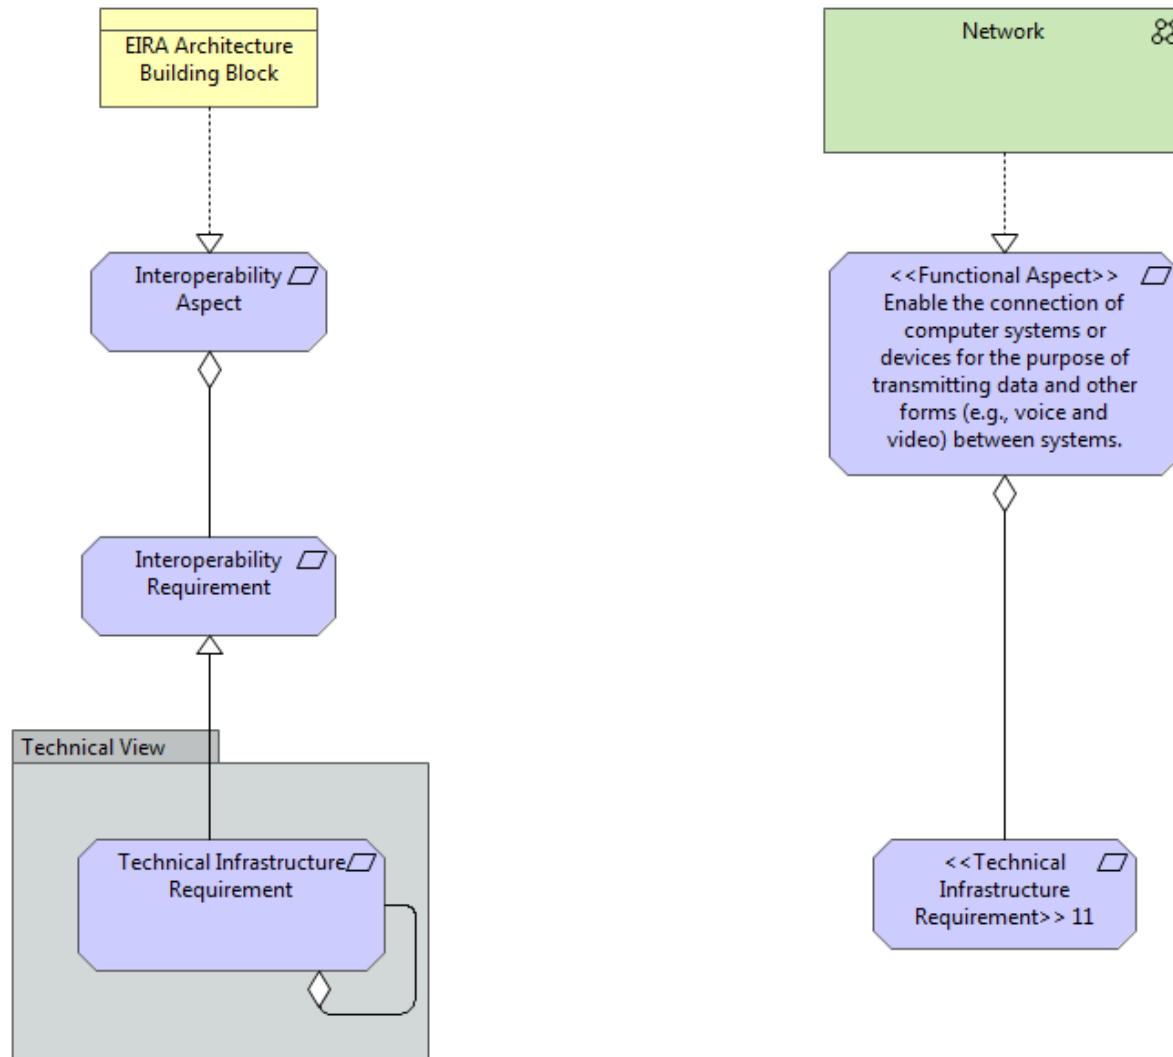 EIRA Architecture
Building Block
Interoperability
Aspect
Interoperability
Requirement
Technical View
Technical Infrastructure
Requirement
Network
<<Functional Aspect>>
Enable the connection of
computer systems or
devices for the purpose of
transmitting data and other
forms (e.g., voice and
video) between systems.
<<Technical
Infrastructure
Requirement>> 11